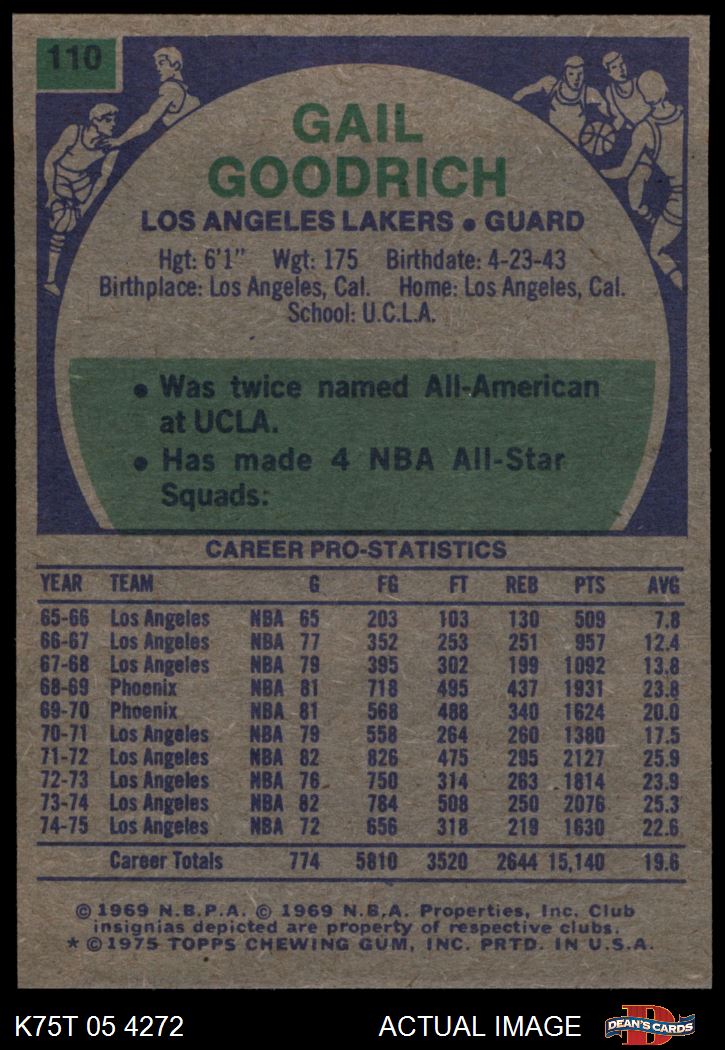 110
GAIL
GOODRICH
LOS ANGELES LAKERS • GUARD
Hgt: 6'1" Wgt: 175 Birthdate: 4-23-43
Birthplace: Los Angeles, Cal. Home: Los Angeles, Cal.
School: U.C.L.A.
• Was twice named All-American
at UCLA.
• Has made 4 NBA All-Star
Squads:
CAREER PRO-STATISTICS
YEAR TEAM G FG FT REB PTS AVG
65-66 Los Angeles NBA 65 203 103 130 509 7.8
66-67 Los Angeles NBA 77 352 253 251 957 12.4
67-68 Los Angeles NBA 79 395 302 199 1092 13.8
68-69 Phoenix NBA 81 718 495 437 1931 23.8
69-70 Phoenix NBA 81 568 488 340 1624 20.0
70-71 Los Angeles NBA 79 558 264 260 1380 17.5
71-72 Los Angeles NBA 82 826 475 295 2127 25.9
72-73 Los Angeles NBA 76 750 314 263 1814 23.9
73-74 Los Angeles NBA 82 784 508 250 2076 25.3
74-75 Los Angeles NBA 72 656 318 219 1630 22.6
Career Totals 774 5810 3520 2644 15,140 19.6
© 1969 N.B.P.A. © 1969 N.B.A. Properties, Inc. Club
insignias depicted are property of respective clubs.
* © 1975 TOPPS CHEWING GUM, INC. PRTD. IN U.S.A.
K75T 05 4272 ACTUAL IMAGE
D
DEAN'S CARDS